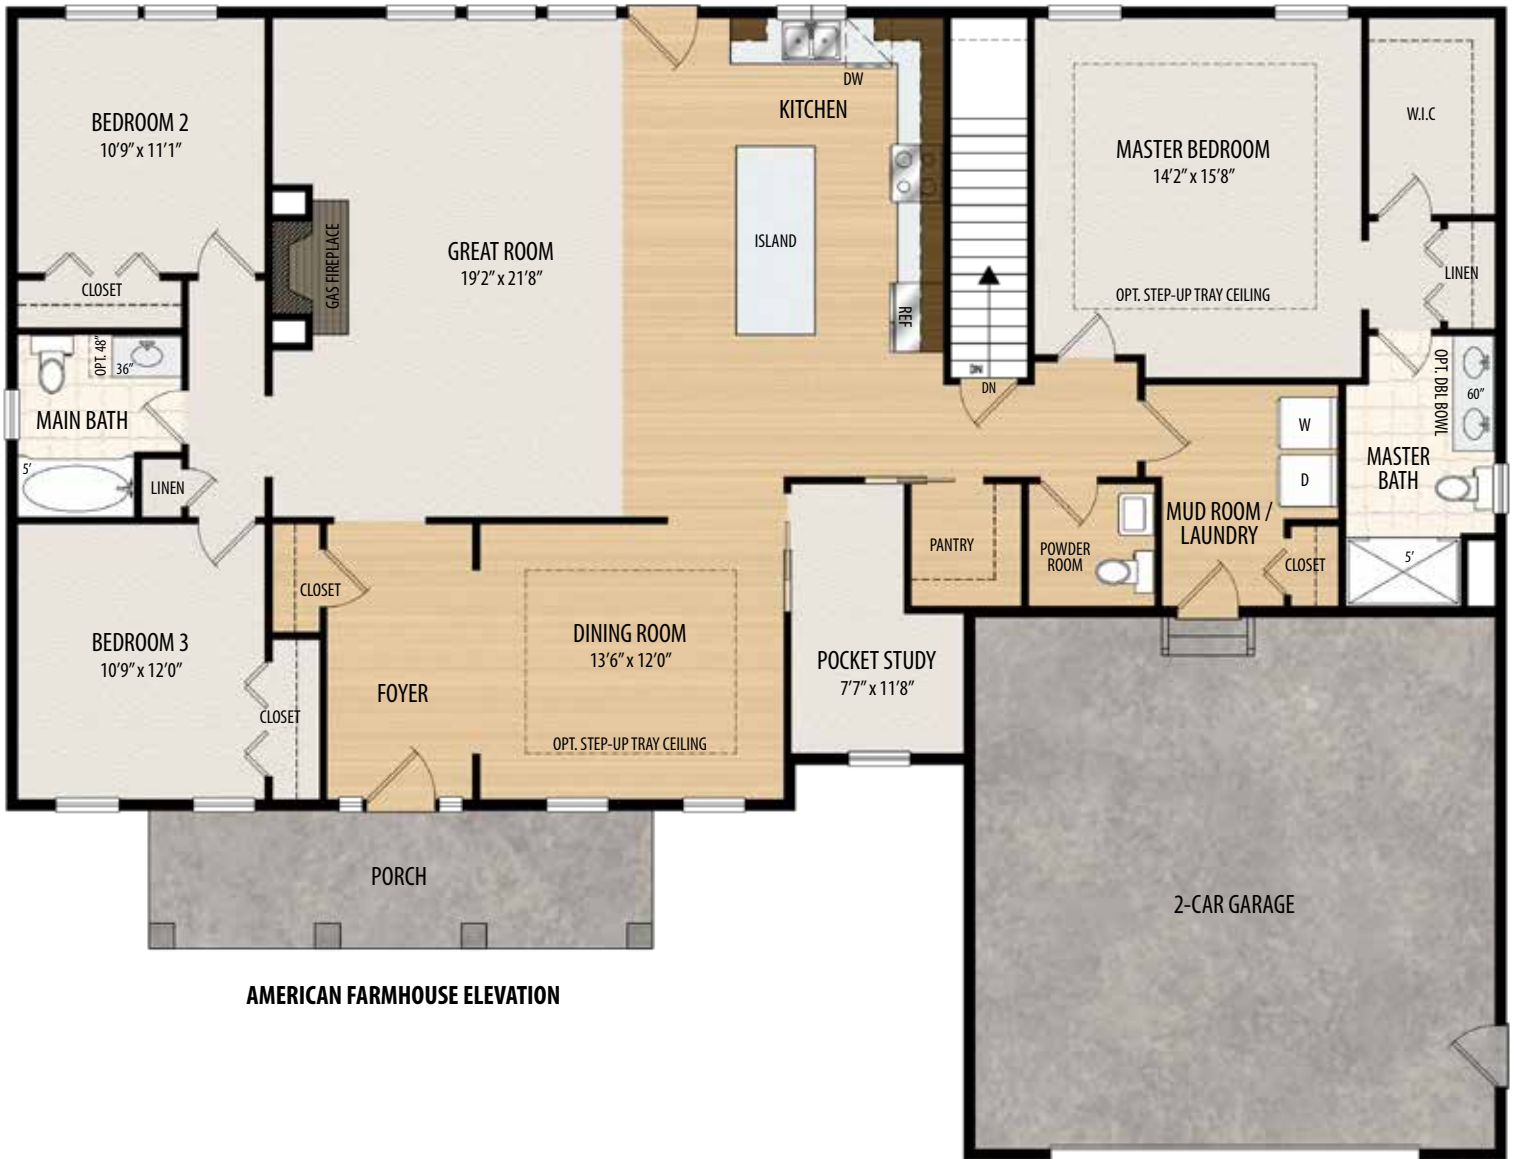 BEDROOM 2
10'9" x 11'1"
CLOSET
GREAT ROOM
19'2" x 21'8"
GAS FIREPLACE
KITCHEN
DW
ISLAND
REF
DN
DN
MASTER BEDROOM
14'2" x 15'8"
OPT. STEP-UP TRAY CEILING
W.I.C
LINEN
OPT. 48"
36"
MAIN BATH
5'
LINEN
OPT. DBL BOWL
60"
MASTER
BATH
5'
W
D
MUD ROOM /
LAUNDRY
CLOSET
POWDER
ROOM
PANTRY
BEDROOM 3
10'9" x 12'0"
CLOSET
CLOSET
FOYER
DINING ROOM
13'6" x 12'0"
OPT. STEP-UP TRAY CEILING
POCKET STUDY
7'7" x 11'8"
PORCH
2-CAR GARAGE
AMERICAN FARMHOUSE ELEVATION